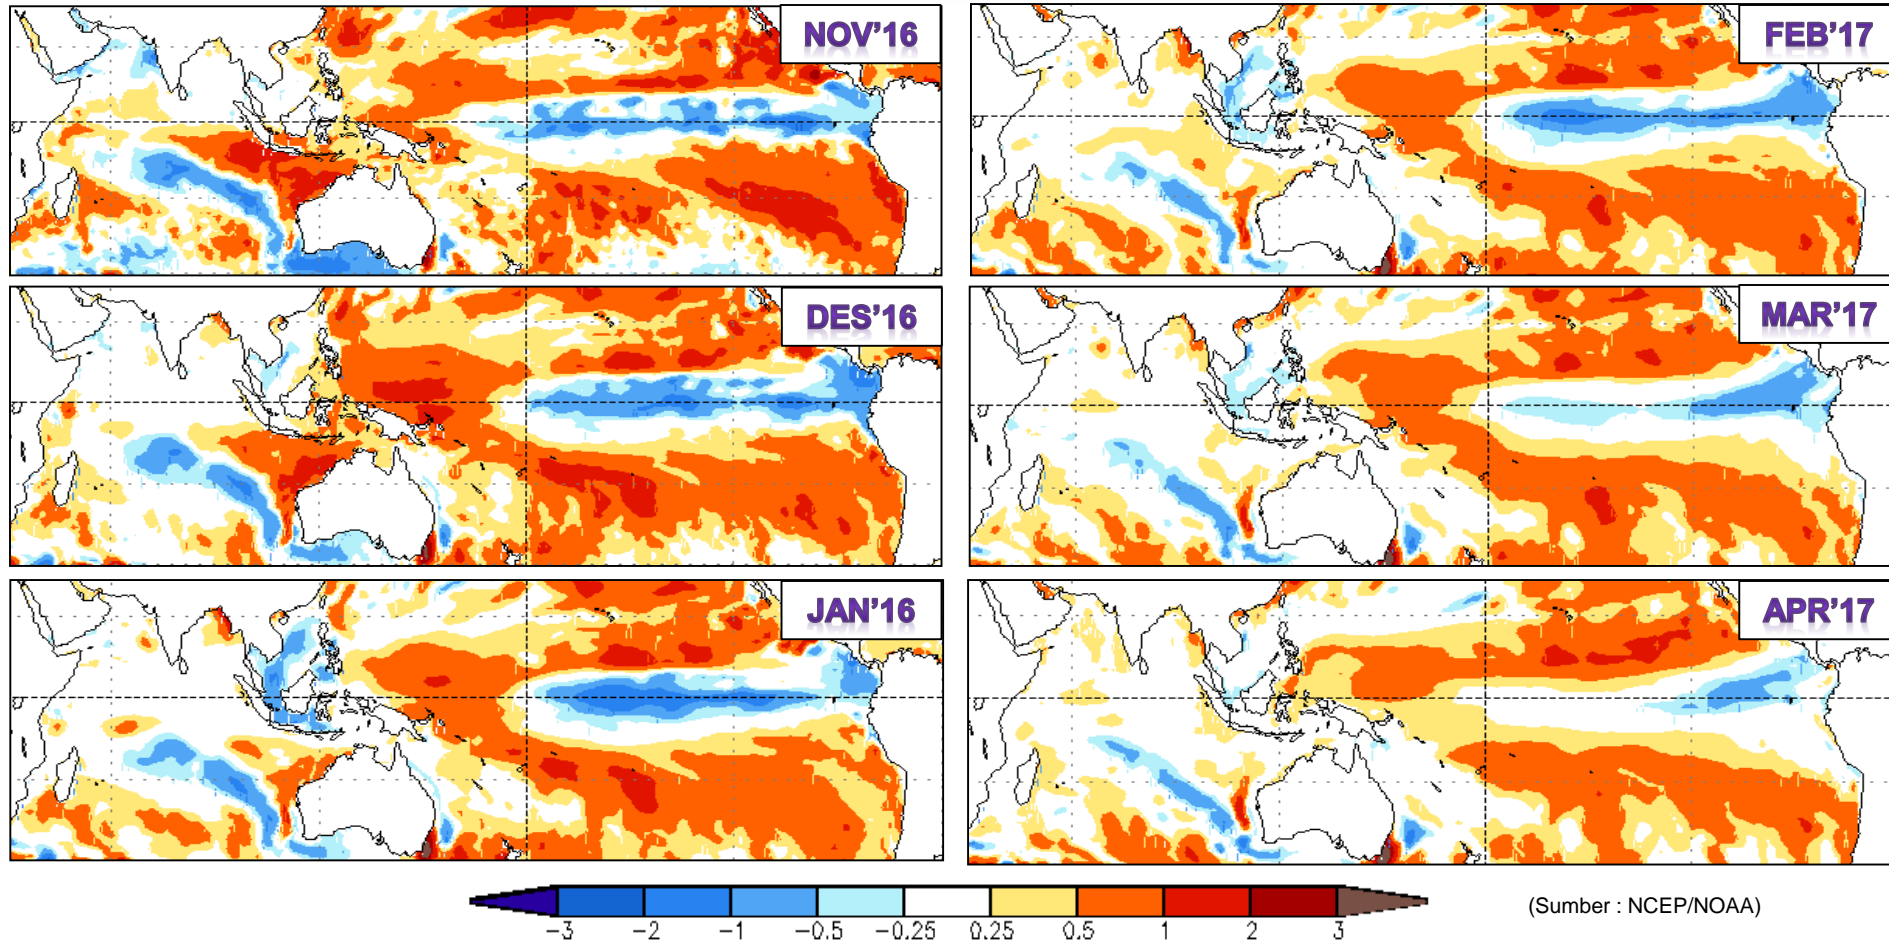 NOV'16
FEB'17
DES'16
MAR'17
JAN'16
APR'17
-3 -2 -1 -0.5 -0.25 0.25 0.5 1 2 3
(Sumber : NCEP/NOAA)